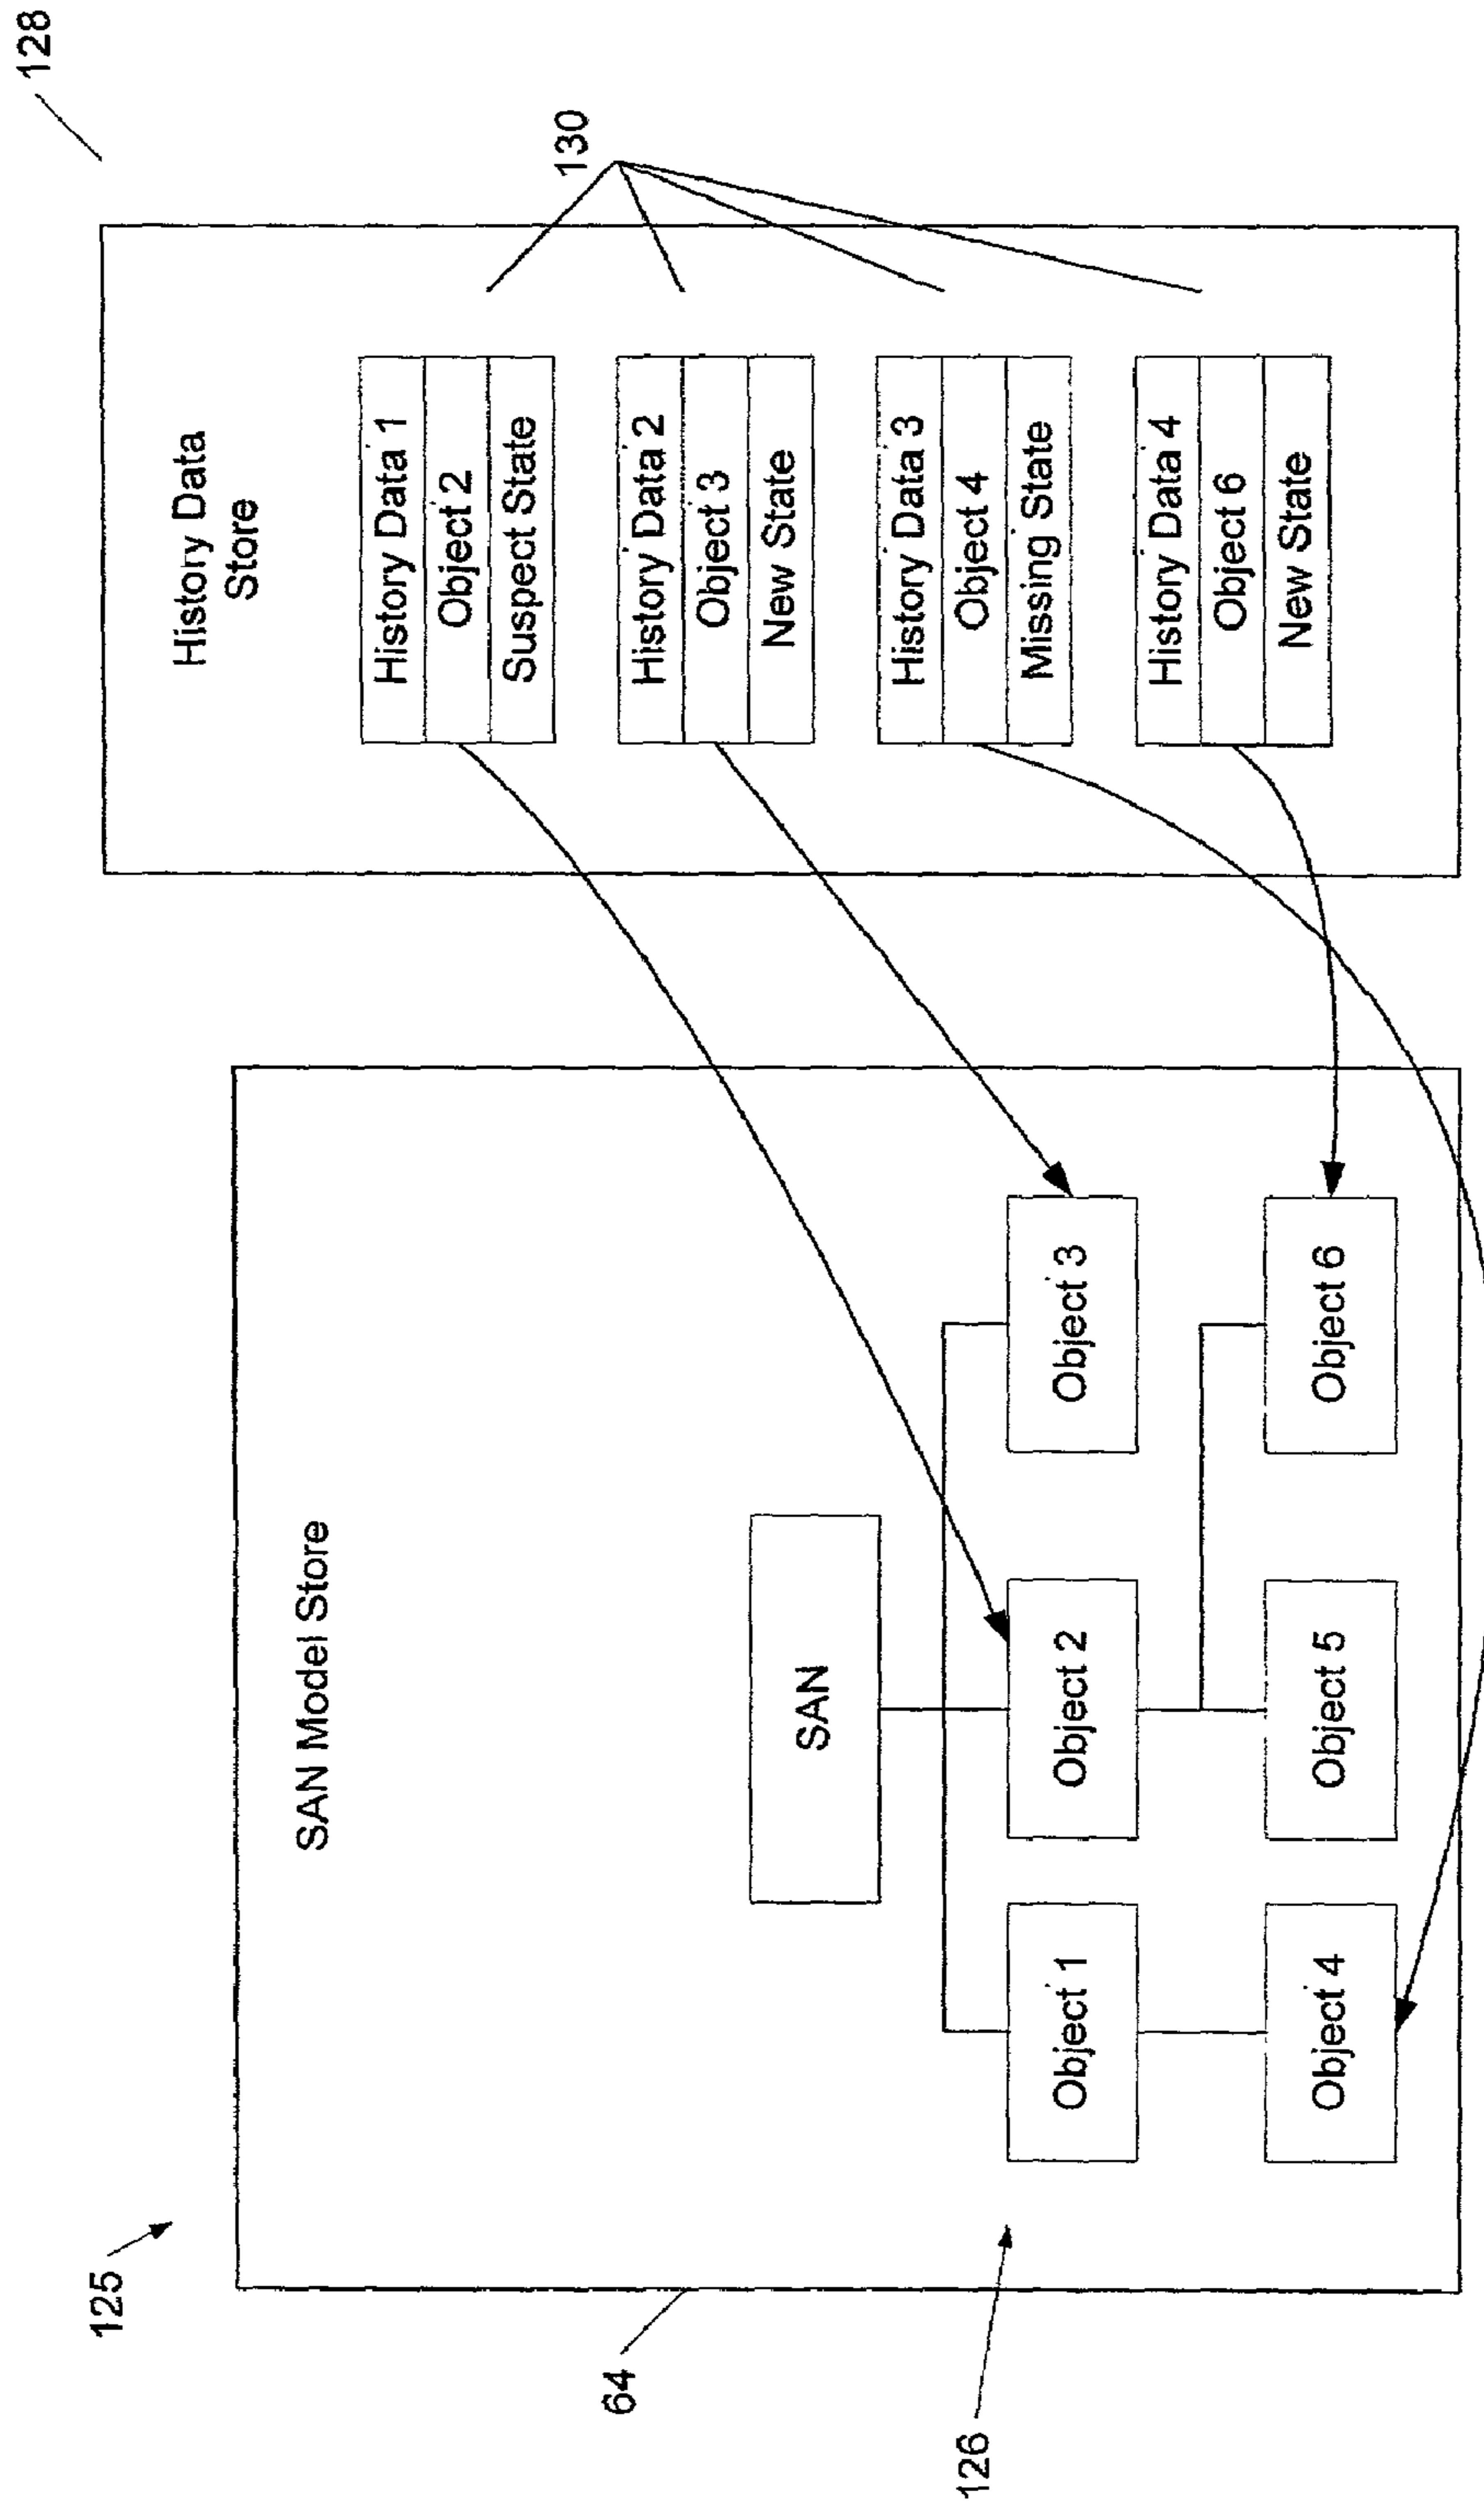 125
128
SAN Model Store
History Data
Store
History Data 1
Object 2
Suspect State
130
64
History Data 2
Object 3
New State
SAN
History Data 3
Object 4
Missing State
126
Object 1
Object 2
Object 3
History Data 4
Object 6
New State
Object 4
Object 5
Object 6